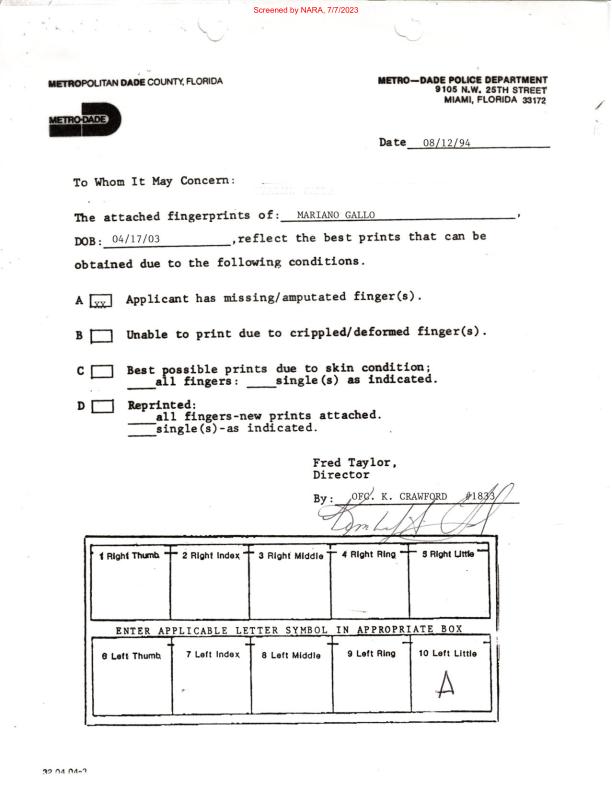 Screened by NARA, 7/7/2023
METROPOLITAN DADE COUNTY, FLORIDA
METRO-DADE
METRO—DADE POLICE DEPARTMENT
9105 N.W. 25TH STREET
MIAMI, FLORIDA 33172
Date 08/12/94
To Whom It May Concern:
The attached fingerprints of: MARIANO GALLO,
DOB: 04/17/03, reflect the best prints that can be
obtained due to the following conditions.
A xx Applicant has missing/amputated finger(s).
B Unable to print due to crippled/deformed finger(s).
C Best possible prints due to skin condition;
____all fingers: ____single(s) as indicated.
D Reprinted:
____all fingers-new prints attached.
____single(s)-as indicated.
Fred Taylor,
Director
By: OFC. K. CRAWFORD #1833
1 Right Thumb 2 Right Index 3 Right Middle 4 Right Ring 5 Right Little
ENTER APPLICABLE LETTER SYMBOL IN APPROPRIATE BOX
6 Left Thumb 7 Left Index 8 Left Middle 9 Left Ring 10 Left Little
A
32.04.04-3